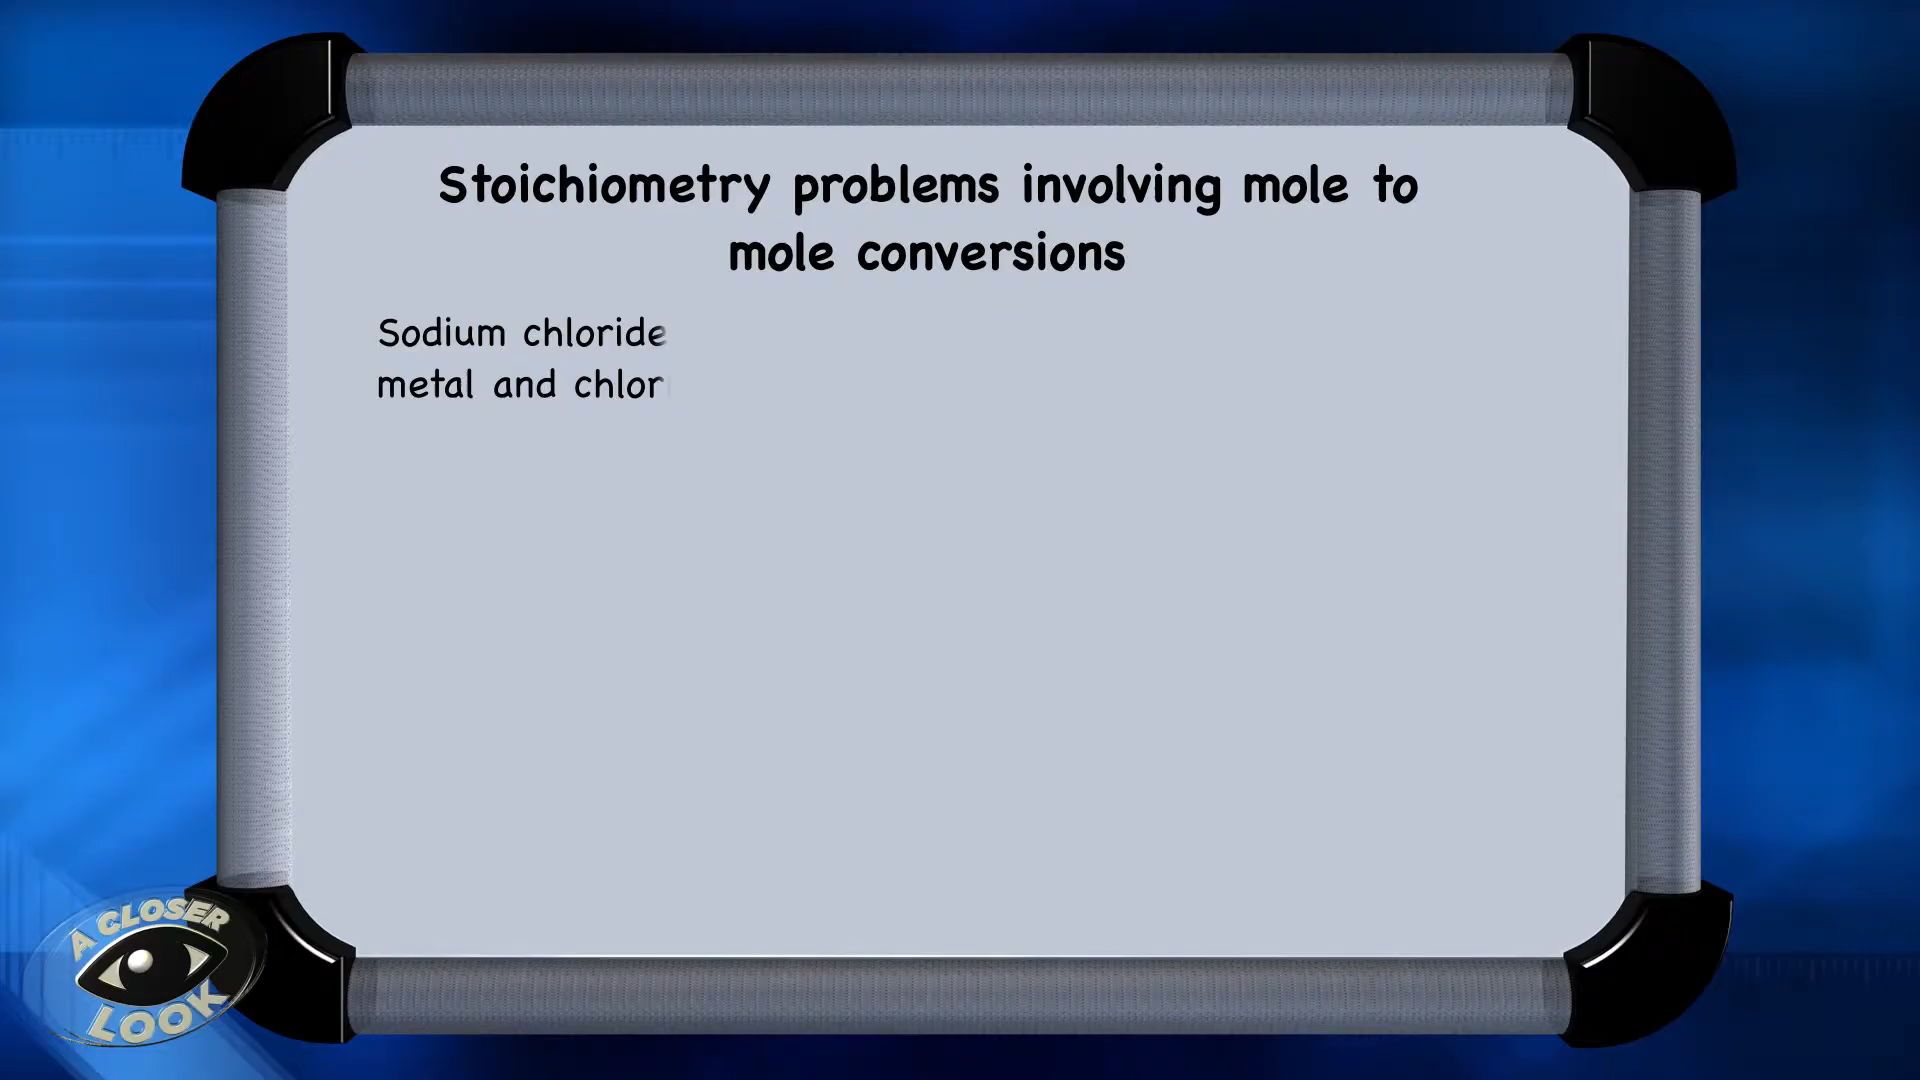 Stoichiometry problems involving mole to
mole conversions
Sodium chloride
metal and chlor
A CLOSER
LOOK